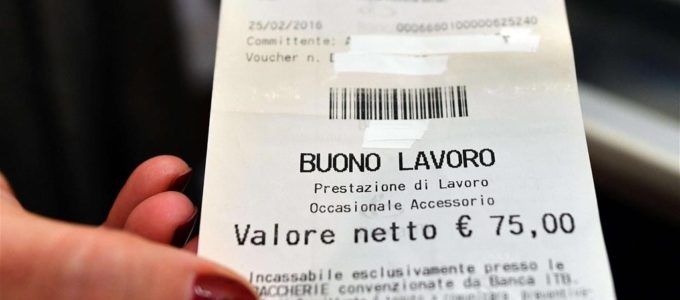 25/02/2016 0006680100000625240
Committente: A
Voucher n. D
BUONO LAVORO
Prestazione di Lavoro
Occasionale Accessorio
Valore netto € 75,00
Incassabile esclusivamente presso le
TABACCHERIE convenzionate da Banca ITB.